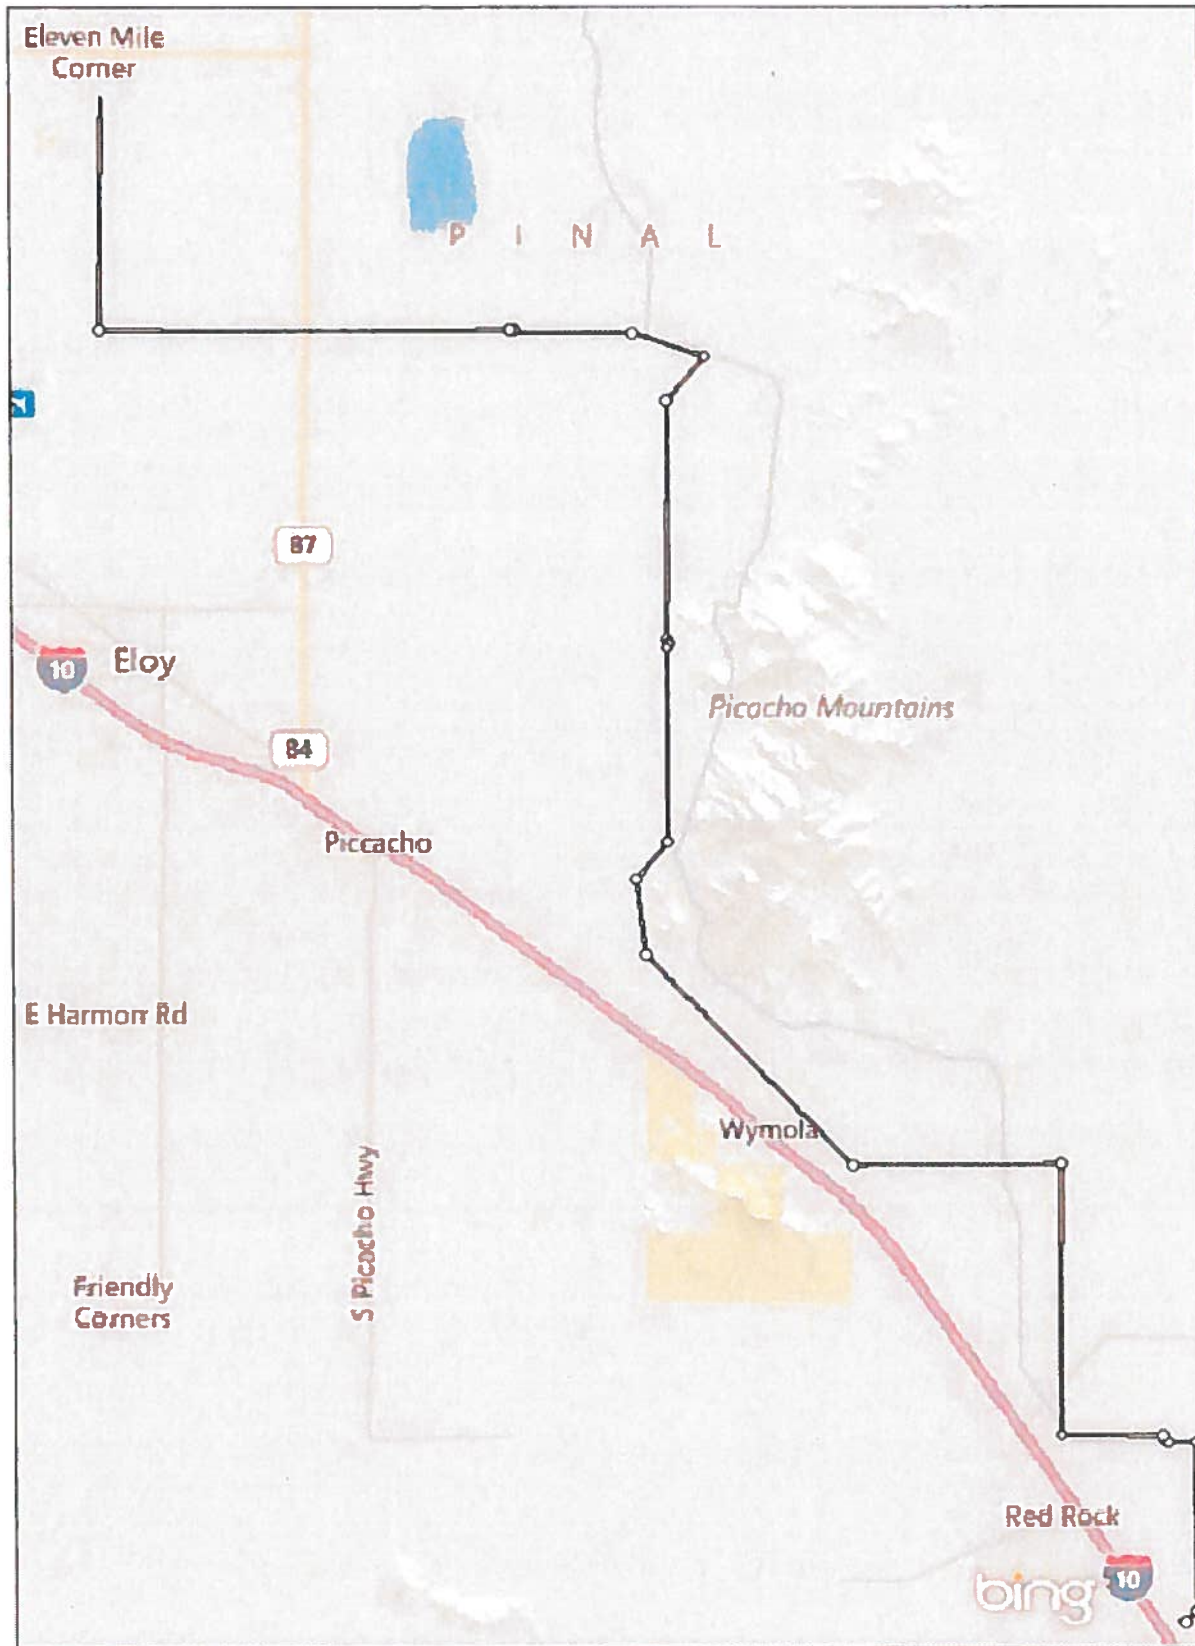 Eleven Mile
Corner
P I N A L
87
10
Eloy
Picacho Mountains
84
Piccacho
E Harmon Rd
Wymola
S Picacho Hwy
Friendly
Corners
Red Rock
bing
10